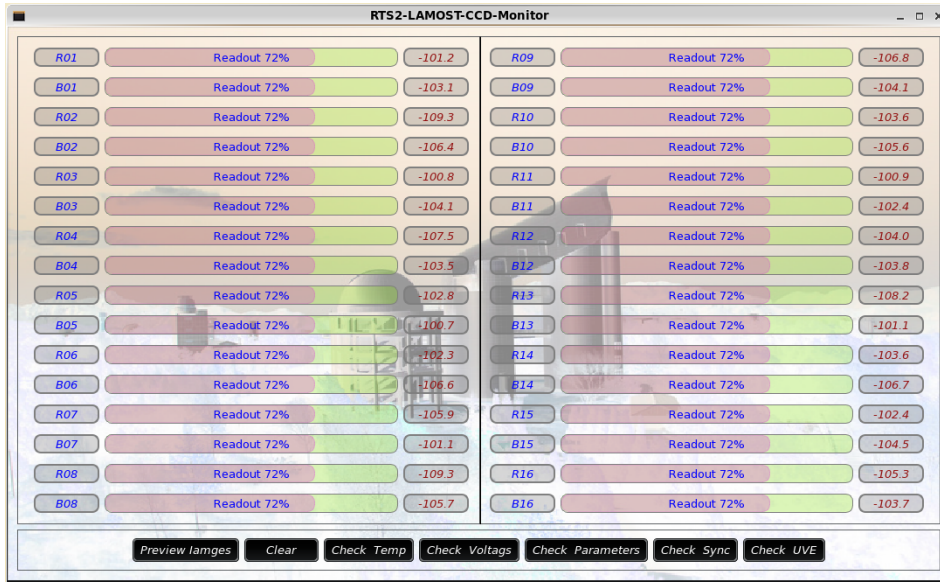 RTS2-LAMOST-CCD-Monitor
R01 Readout 72% -101.2 R09 Readout 72% -106.8
B01 Readout 72% -103.1 B09 Readout 72% -104.1
R02 Readout 72% -109.3 R10 Readout 72% -103.6
B02 Readout 72% -106.4 B10 Readout 72% -105.6
R03 Readout 72% -100.8 R11 Readout 72% -100.9
B03 Readout 72% -104.1 B11 Readout 72% -102.4
R04 Readout 72% -107.5 R12 Readout 72% -104.0
B04 Readout 72% -103.5 B12 Readout 72% -103.8
R05 Readout 72% -102.8 R13 Readout 72% -108.2
B05 Readout 72% -100.7 B13 Readout 72% -101.1
R06 Readout 72% -102.3 R14 Readout 72% -103.6
B06 Readout 72% -106.6 B14 Readout 72% -106.7
R07 Readout 72% -105.9 R15 Readout 72% -102.4
B07 Readout 72% -101.1 B15 Readout 72% -104.5
R08 Readout 72% -109.3 R16 Readout 72% -105.3
B08 Readout 72% -105.7 B16 Readout 72% -103.7
Preview Iamges Clear Check Temp Check Voltags Check Parameters Check Sync Check UVE